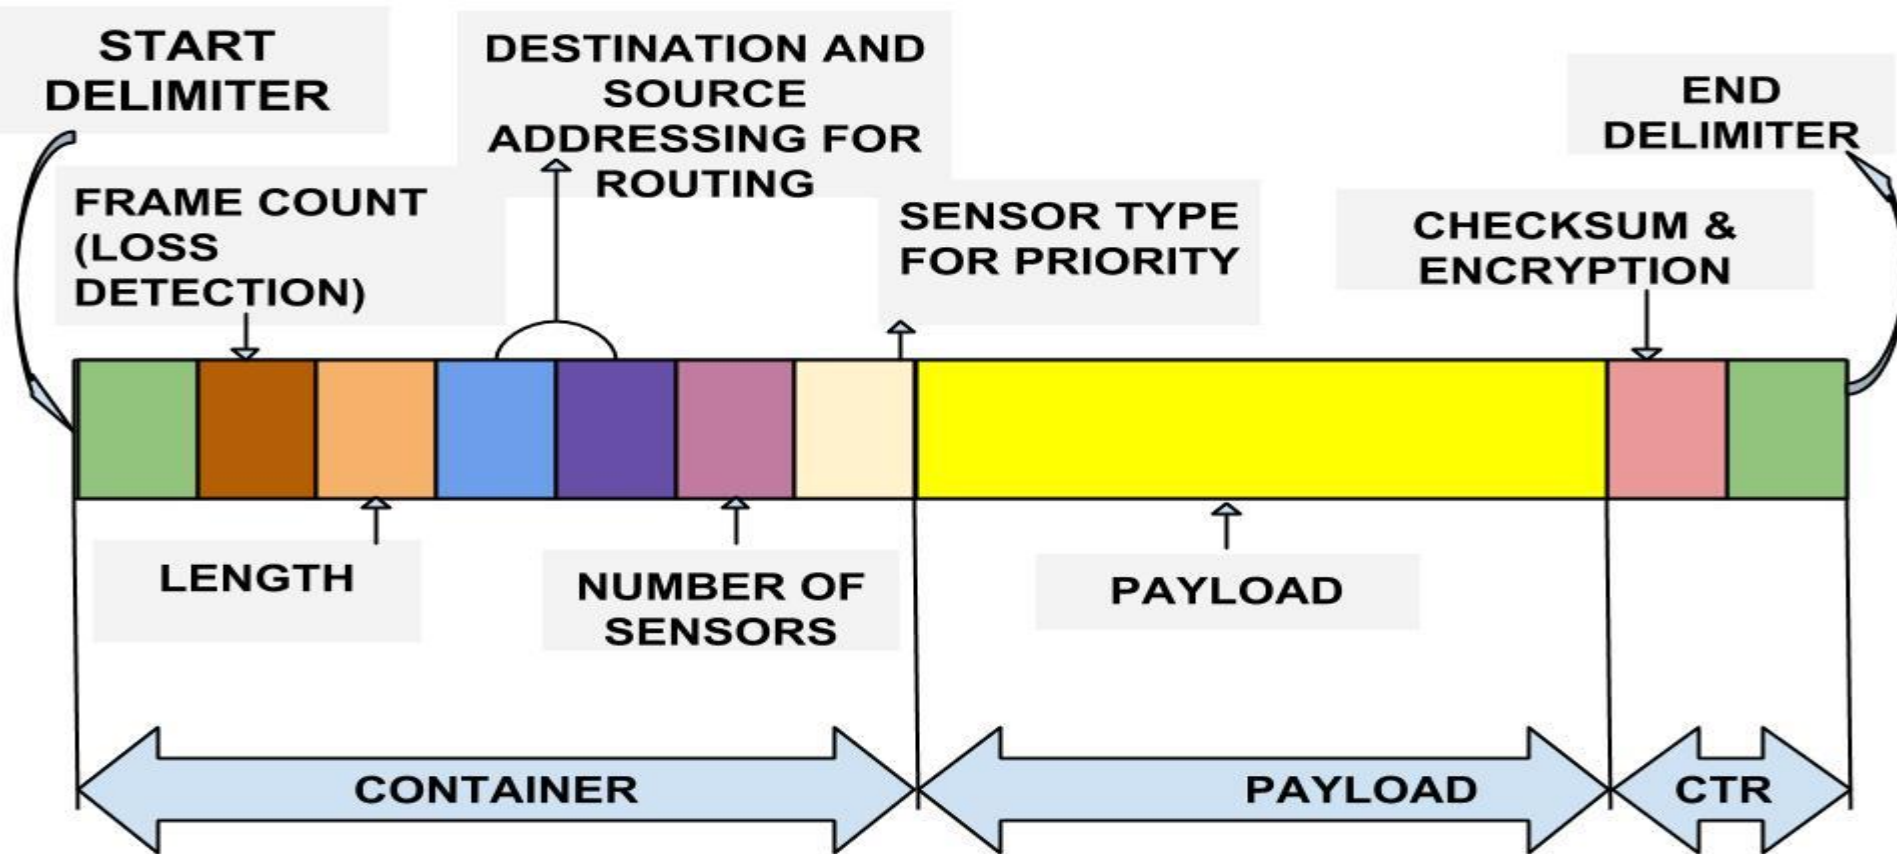 START
DELIMITER
DESTINATION AND
SOURCE
ADDRESSING FOR
ROUTING
END
DELIMITER
FRAME COUNT
(LOSS
DETECTION)
SENSOR TYPE
FOR PRIORITY
CHECKSUM &
ENCRYPTION
LENGTH
NUMBER OF
SENSORS
PAYLOAD
CONTAINER
PAYLOAD
CTR